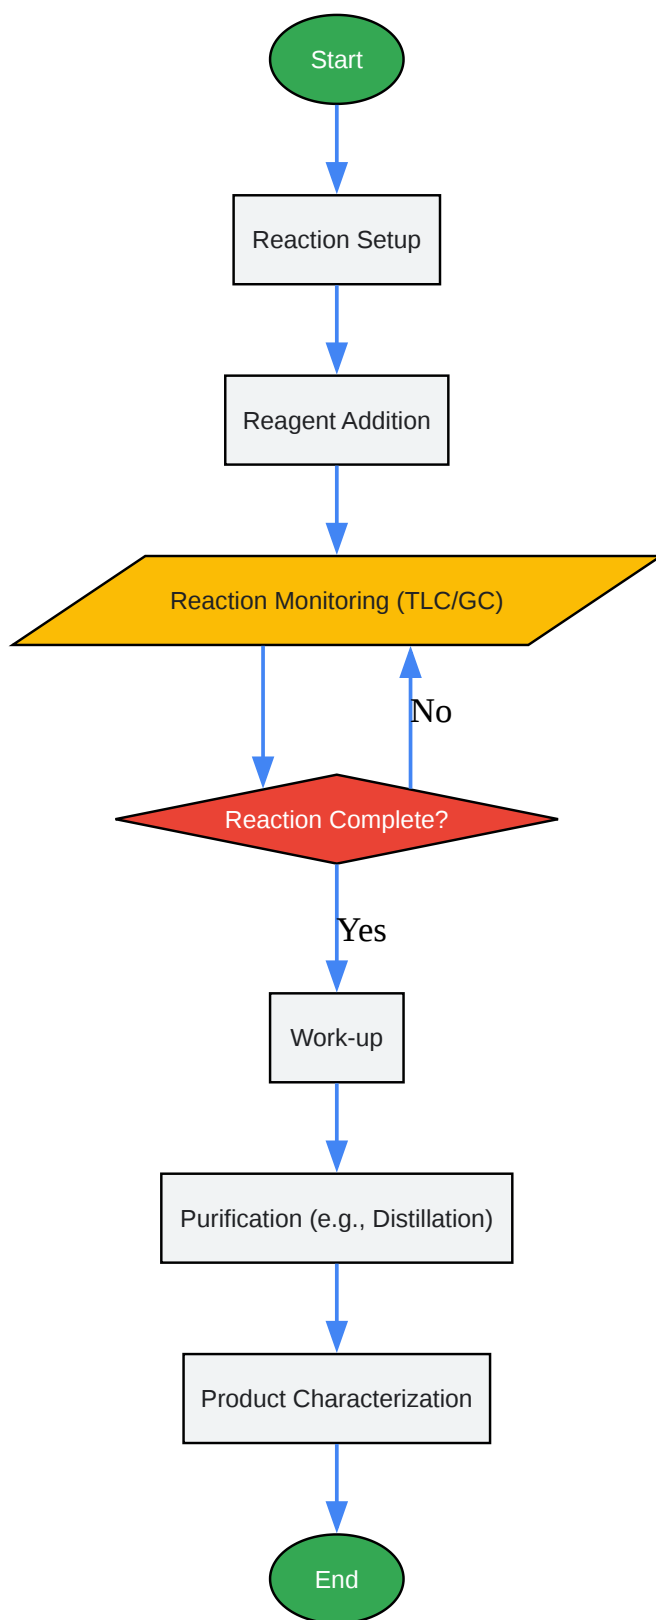 Start
Reaction Setup
Reagent Addition
Reaction Monitoring (TLC/GC)
No
Reaction Complete?
Yes
Work-up
Purification (e.g., Distillation)
Product Characterization
End